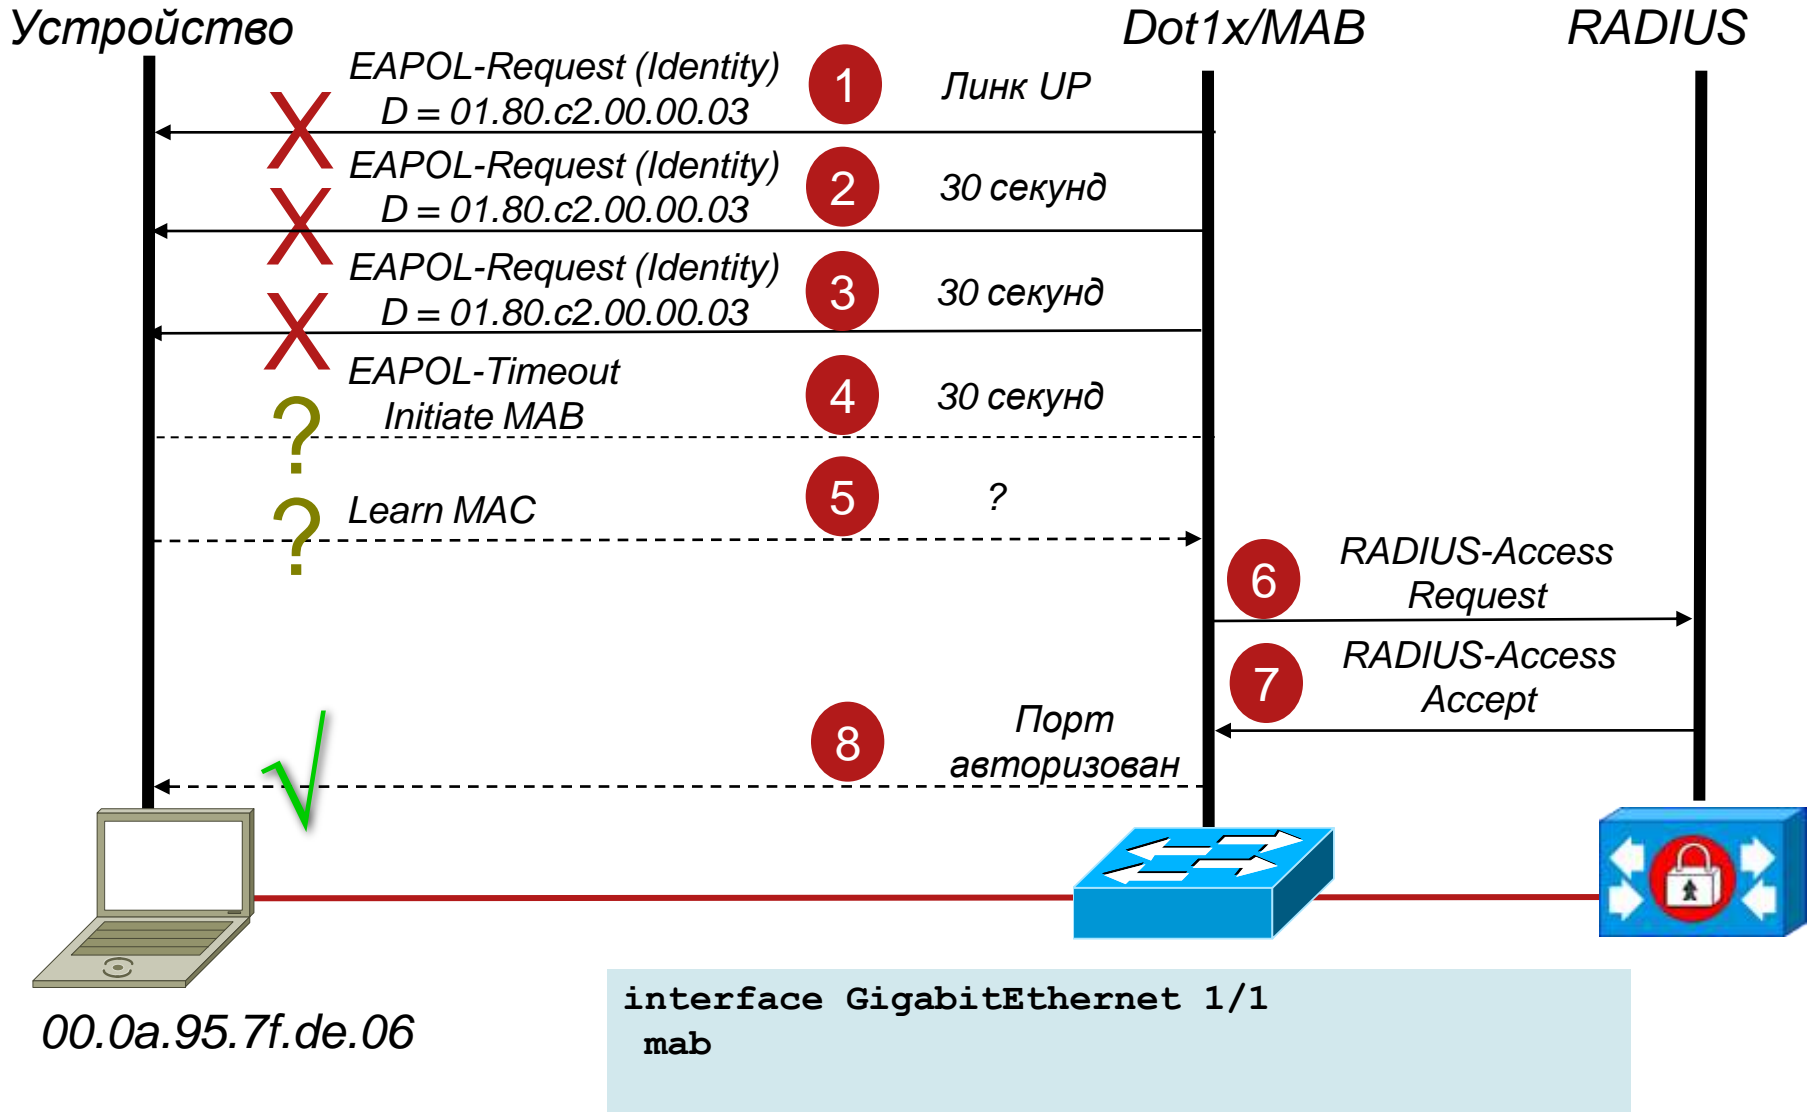 Устройство
Dot1x/MAB
RADIUS
EAPOL-Request (Identity)
D = 01.80.c2.00.00.03
1
Линк UP
X
EAPOL-Request (Identity)
D = 01.80.c2.00.00.03
2
30 секунд
X
EAPOL-Request (Identity)
D = 01.80.c2.00.00.03
3
30 секунд
X
EAPOL-Timeout
Initiate MAB
4
30 секунд
?
Learn MAC
5
?
?
6
RADIUS-Access
Request
7
RADIUS-Access
Accept
8
Порт
авторизован
√
00.0a.95.7f.de.06
interface GigabitEthernet 1/1
mab